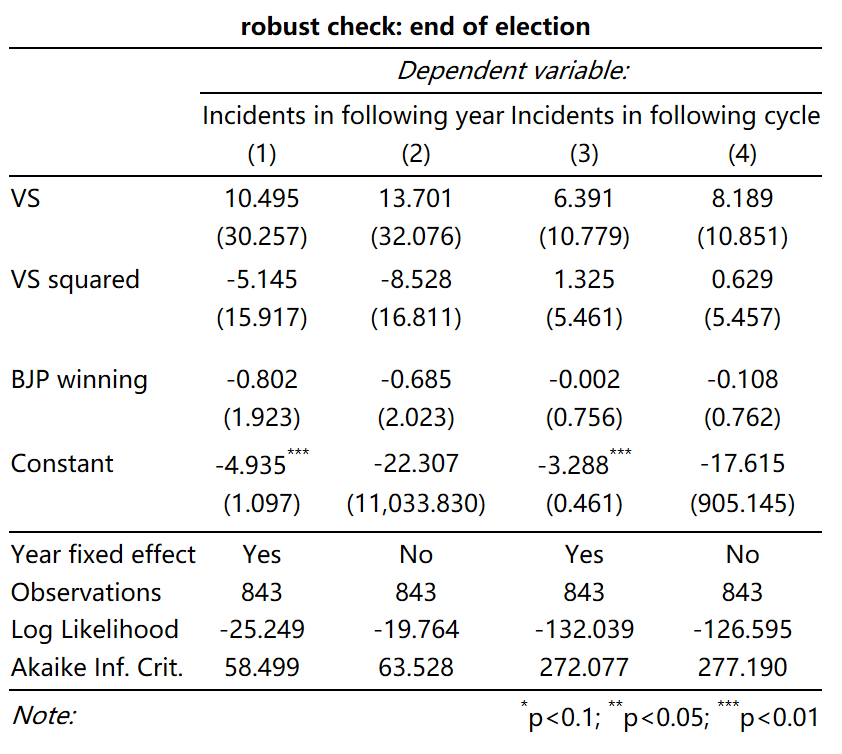 robust check: end of election
Dependent variable:
Incidents in following year Incidents in following cycle
(1) (2) (3) (4)
VS 10.495 13.701 6.391 8.189
(30.257) (32.076) (10.779) (10.851)
VS squared -5.145 -8.528 1.325 0.629
(15.917) (16.811) (5.461) (5.457)
BJP winning -0.802 -0.685 -0.002 -0.108
(1.923) (2.023) (0.756) (0.762)
Constant -4.935*** -22.307 -3.288*** -17.615
(1.097) (11,033.830) (0.461) (905.145)
Year fixed effect Yes No Yes No
Observations 843 843 843 843
Log Likelihood -25.249 -19.764 -132.039 -126.595
Akaike Inf. Crit. 58.499 63.528 272.077 277.190
Note: *p<0.1; **p<0.05; ***p<0.01